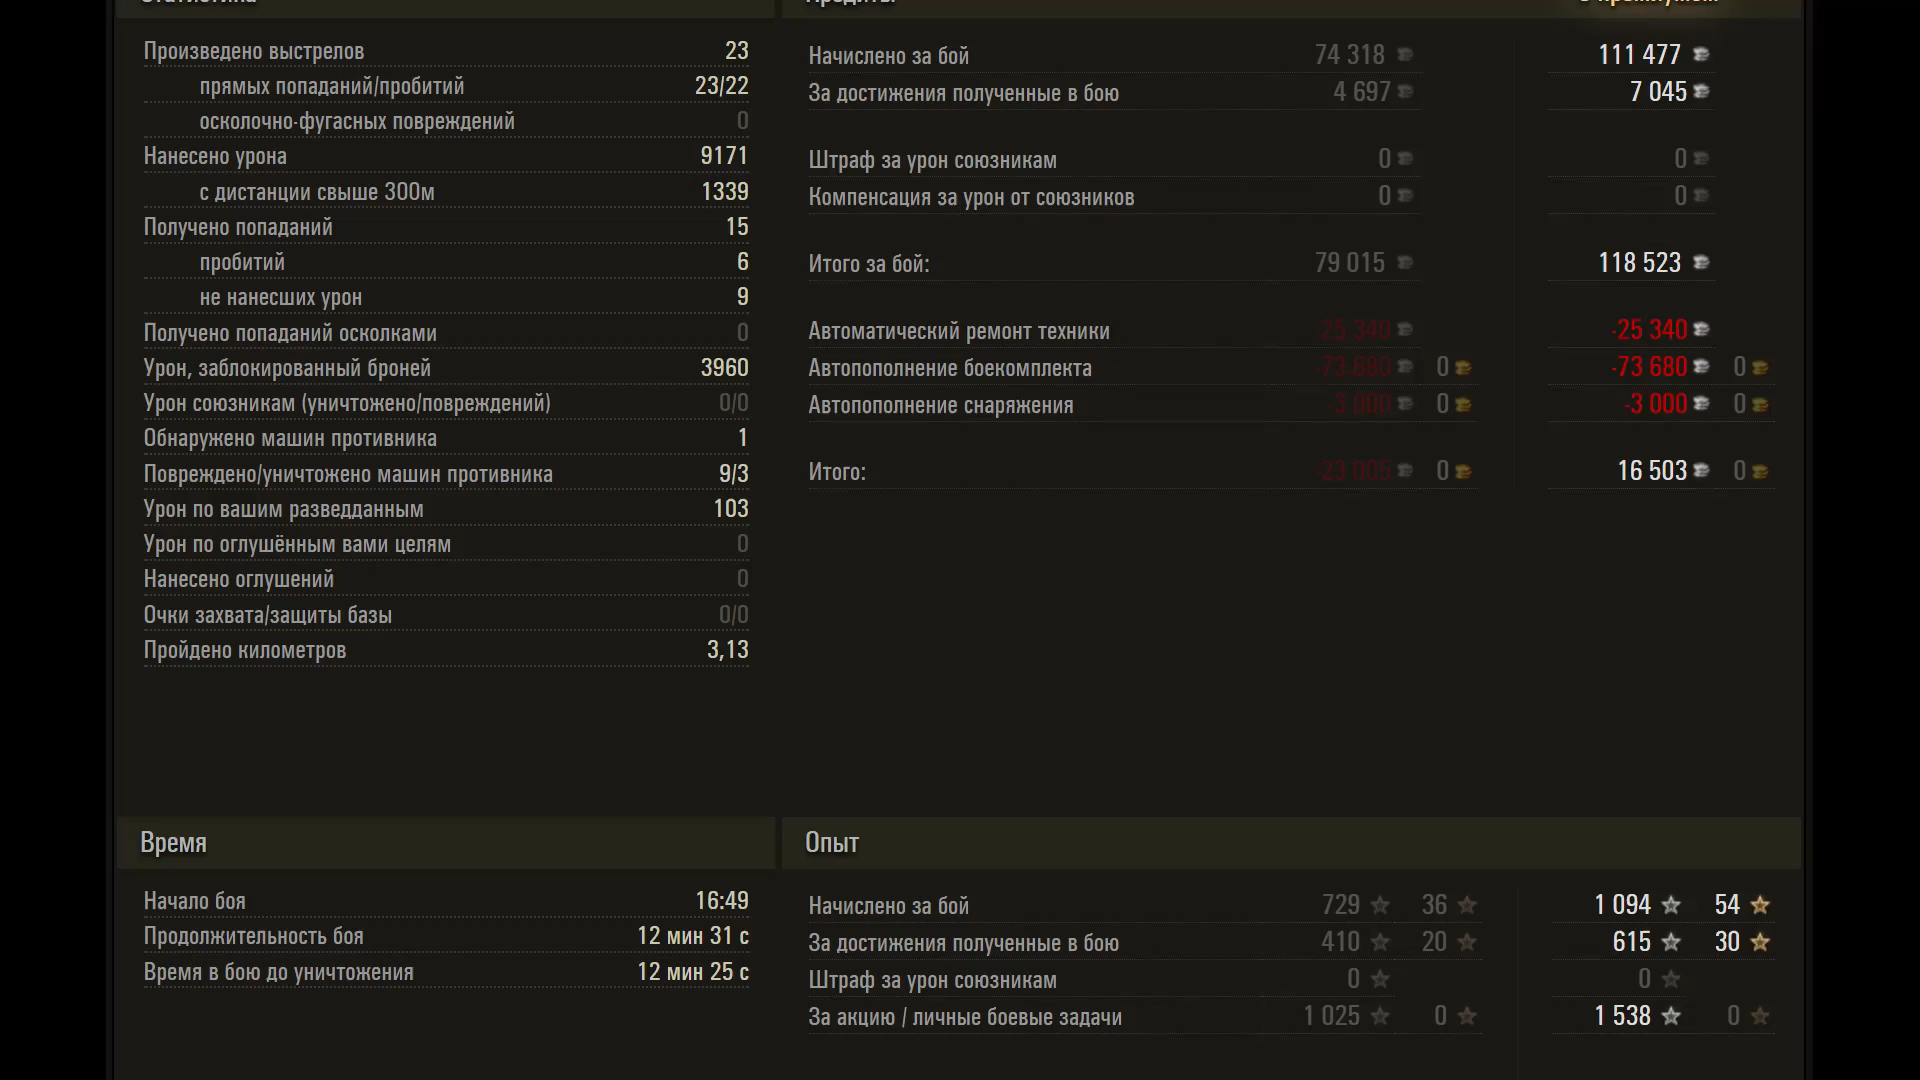 Статистика
Произведено выстрелов 23
прямых попаданий/пробитий 23/22
осколочно-фугасных повреждений 0
Нанесено урона 9171
с дистанции свыше 300м 1339
Получено попаданий 15
пробитий 6
не нанесших урон 9
Получено попаданий осколками 0
Урон, заблокированный броней 3960
Урон союзникам (уничтожено/повреждений) 0/0
Обнаружено машин противника 1
Повреждено/уничтожено машин противника 9/3
Урон по вашим разведданным 103
Урон по оглушённым вами целям 0
Нанесено оглушений 0
Очки захвата/защиты базы 0/0
Пройдено километров 3,13
Кредиты С премиумом
Начислено за бой 74 318 111 477
За достижения полученные в бою 4 697 7 045
Штраф за урон союзникам 0 0
Компенсация за урон от союзников 0 0
Итого за бой: 79 015 118 523
Автоматический ремонт техники -25 340 -25 340
Автопополнение боекомплекта -73 680 0 -73 680 0
Автопополнение снаряжения -3 000 0 -3 000 0
Итого: -23 005 0 16 503 0
Время
Начало боя 16:49
Продолжительность боя 12 мин 31 с
Время в бою до уничтожения 12 мин 25 с
Опыт
Начислено за бой 729 36 1 094 54
За достижения полученные в бою 410 20 615 30
Штраф за урон союзникам 0 0
За акцию / личные боевые задачи 1 025 0 1 538 0